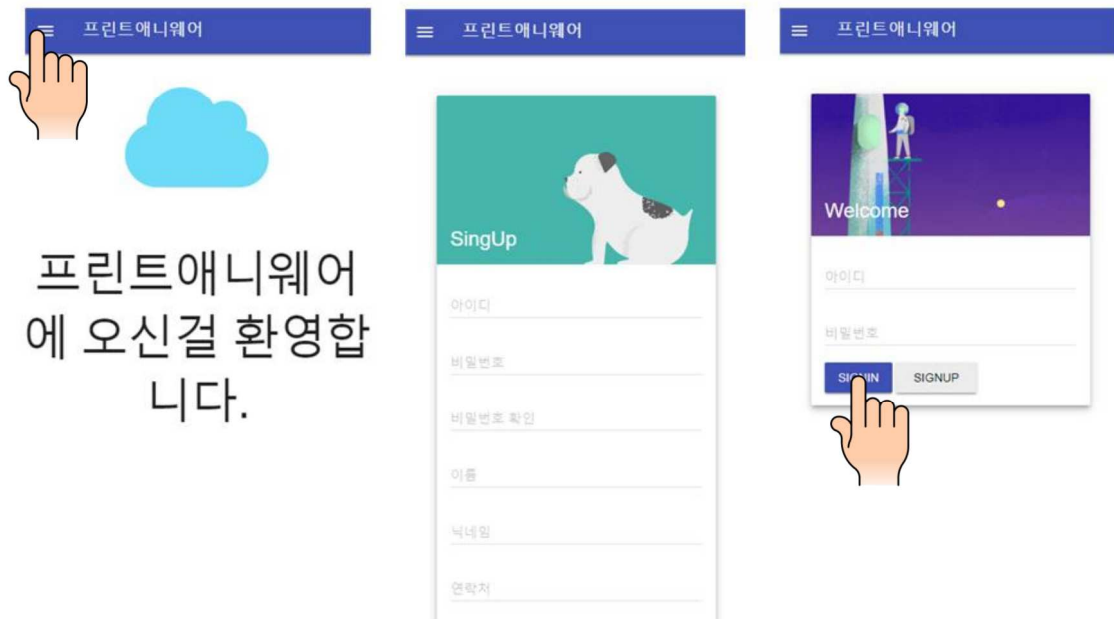 프린트애니웨어
프린트애니웨어
에 오신걸 환영합
니다.
프린트애니웨어
SingUp
아이디
비밀번호
비밀번호 확인
이름
닉네임
연락처
프린트애니웨어
Welcome
아이디
비밀번호
SIGNIN SIGNUP